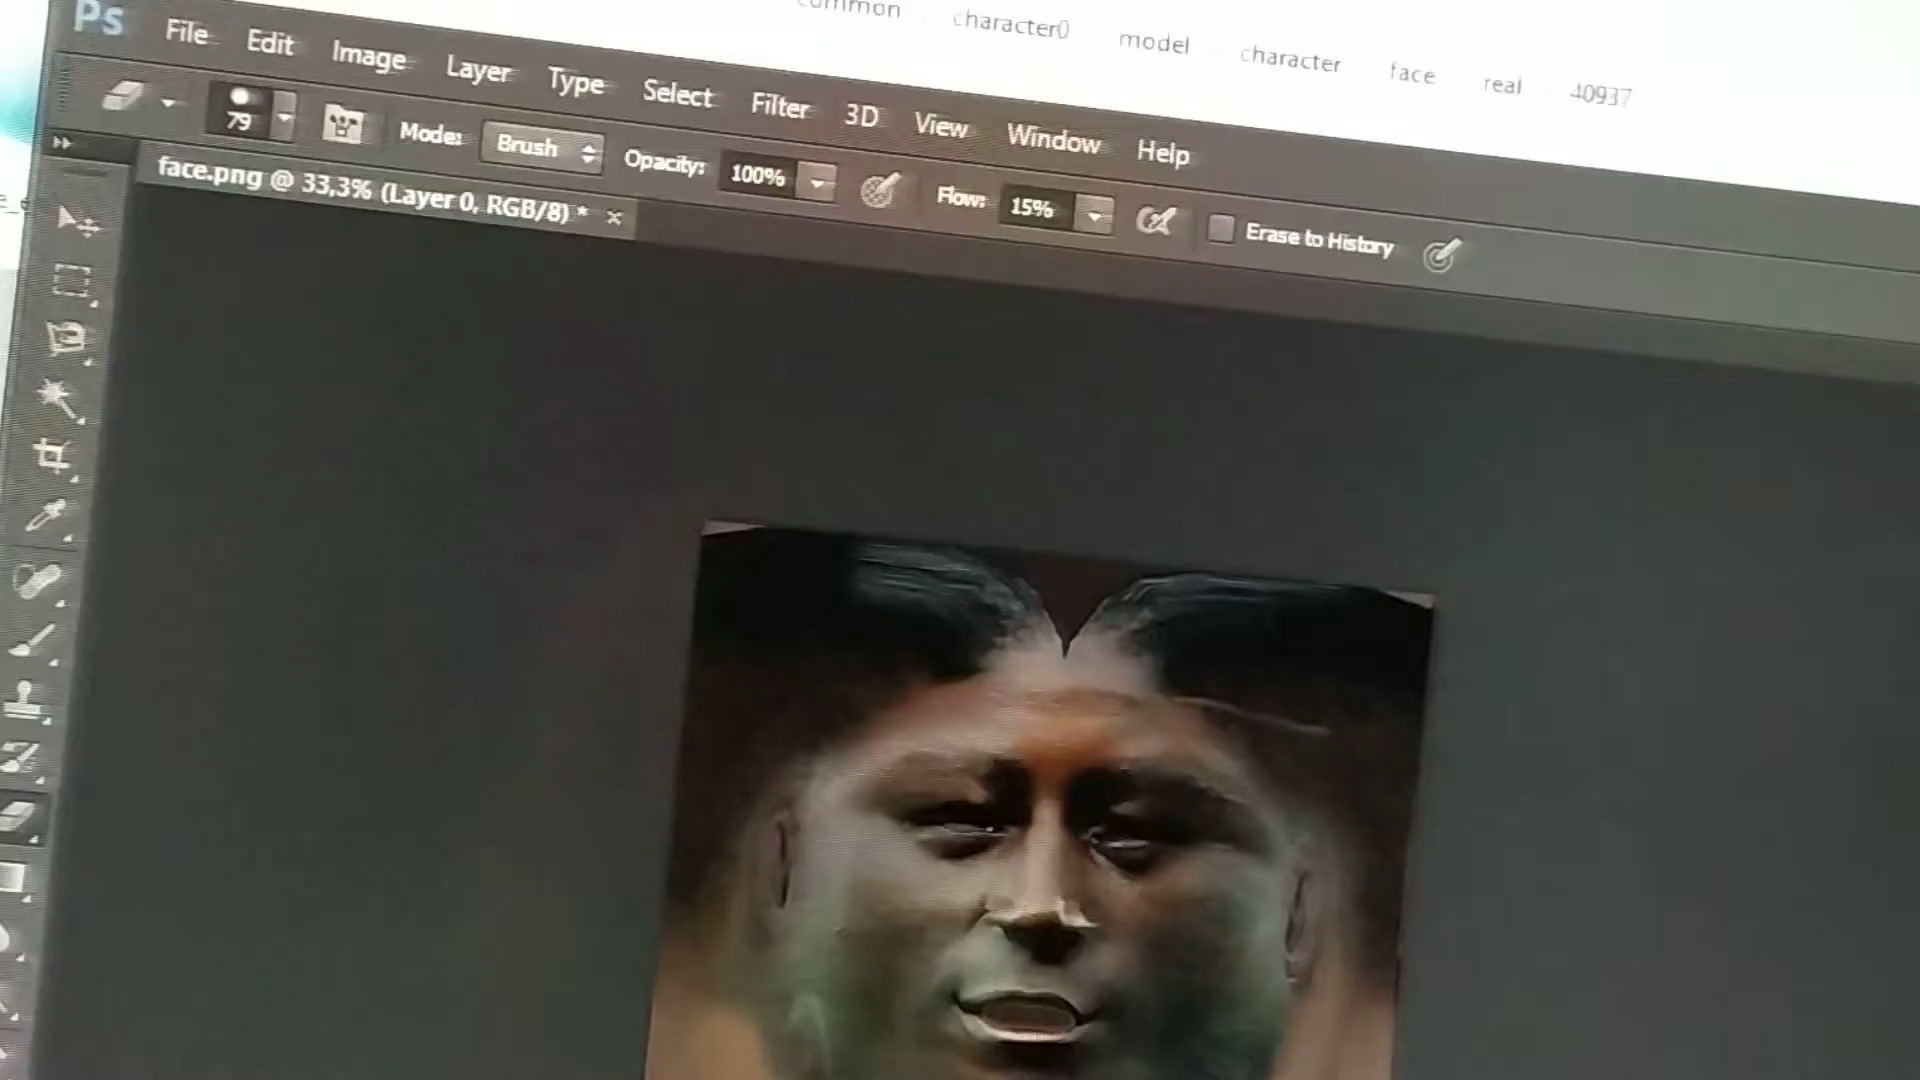 common character0 model character face real 40937
Ps File Edit Image Layer Type Select Filter 3D View Window Help
79 Mode: Brush Opacity: 100% Flow: 15% Erase to History
face.png @ 33,3% (Layer 0, RGB/8) * ×